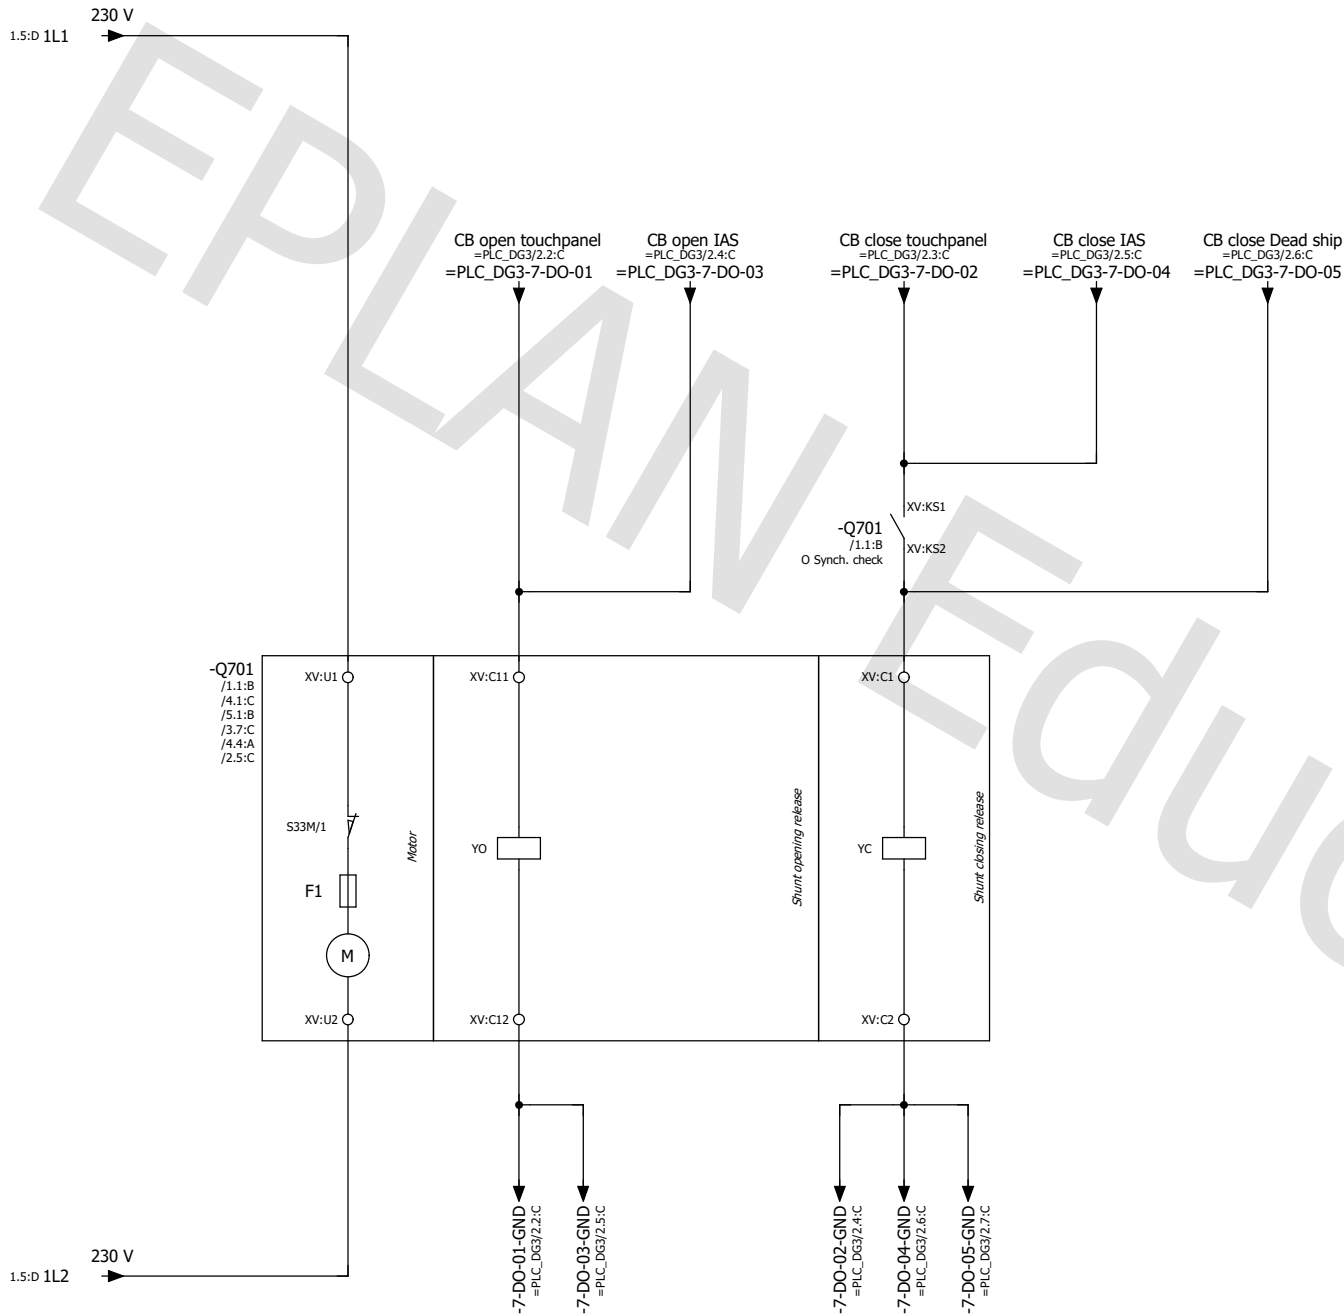 230 V
1.5:D 1L1
EPLAN Educ
CB open touchpanel
=PLC_DG3/2.2:C
=PLC_DG3-7-DO-01
CB open IAS
=PLC_DG3/2.4:C
=PLC_DG3-7-DO-03
CB close touchpanel
=PLC_DG3/2.3:C
=PLC_DG3-7-DO-02
CB close IAS
=PLC_DG3/2.5:C
=PLC_DG3-7-DO-04
CB close Dead ship
=PLC_DG3/2.6:C
=PLC_DG3-7-DO-05
XV:KS1
-Q701
/1.1:B
O Synch. check
XV:KS2
-Q701
/1.1:B
/4.1:C
/5.1:B
/3.7:C
/4.4:A
/2.5:C
XV:U1
XV:C11
XV:C1
S33M/1
Motor
YO
Shunt opening release
YC
Shunt closing release
F1
M
XV:U2
XV:C12
XV:C2
-7-DO-01-GND
=PLC_DG3/2.2:C
-7-DO-03-GND
=PLC_DG3/2.5:C
-7-DO-02-GND
=PLC_DG3/2.4:C
-7-DO-04-GND
=PLC_DG3/2.6:C
-7-DO-05-GND
=PLC_DG3/2.7:C
230 V
1.5:D 1L2